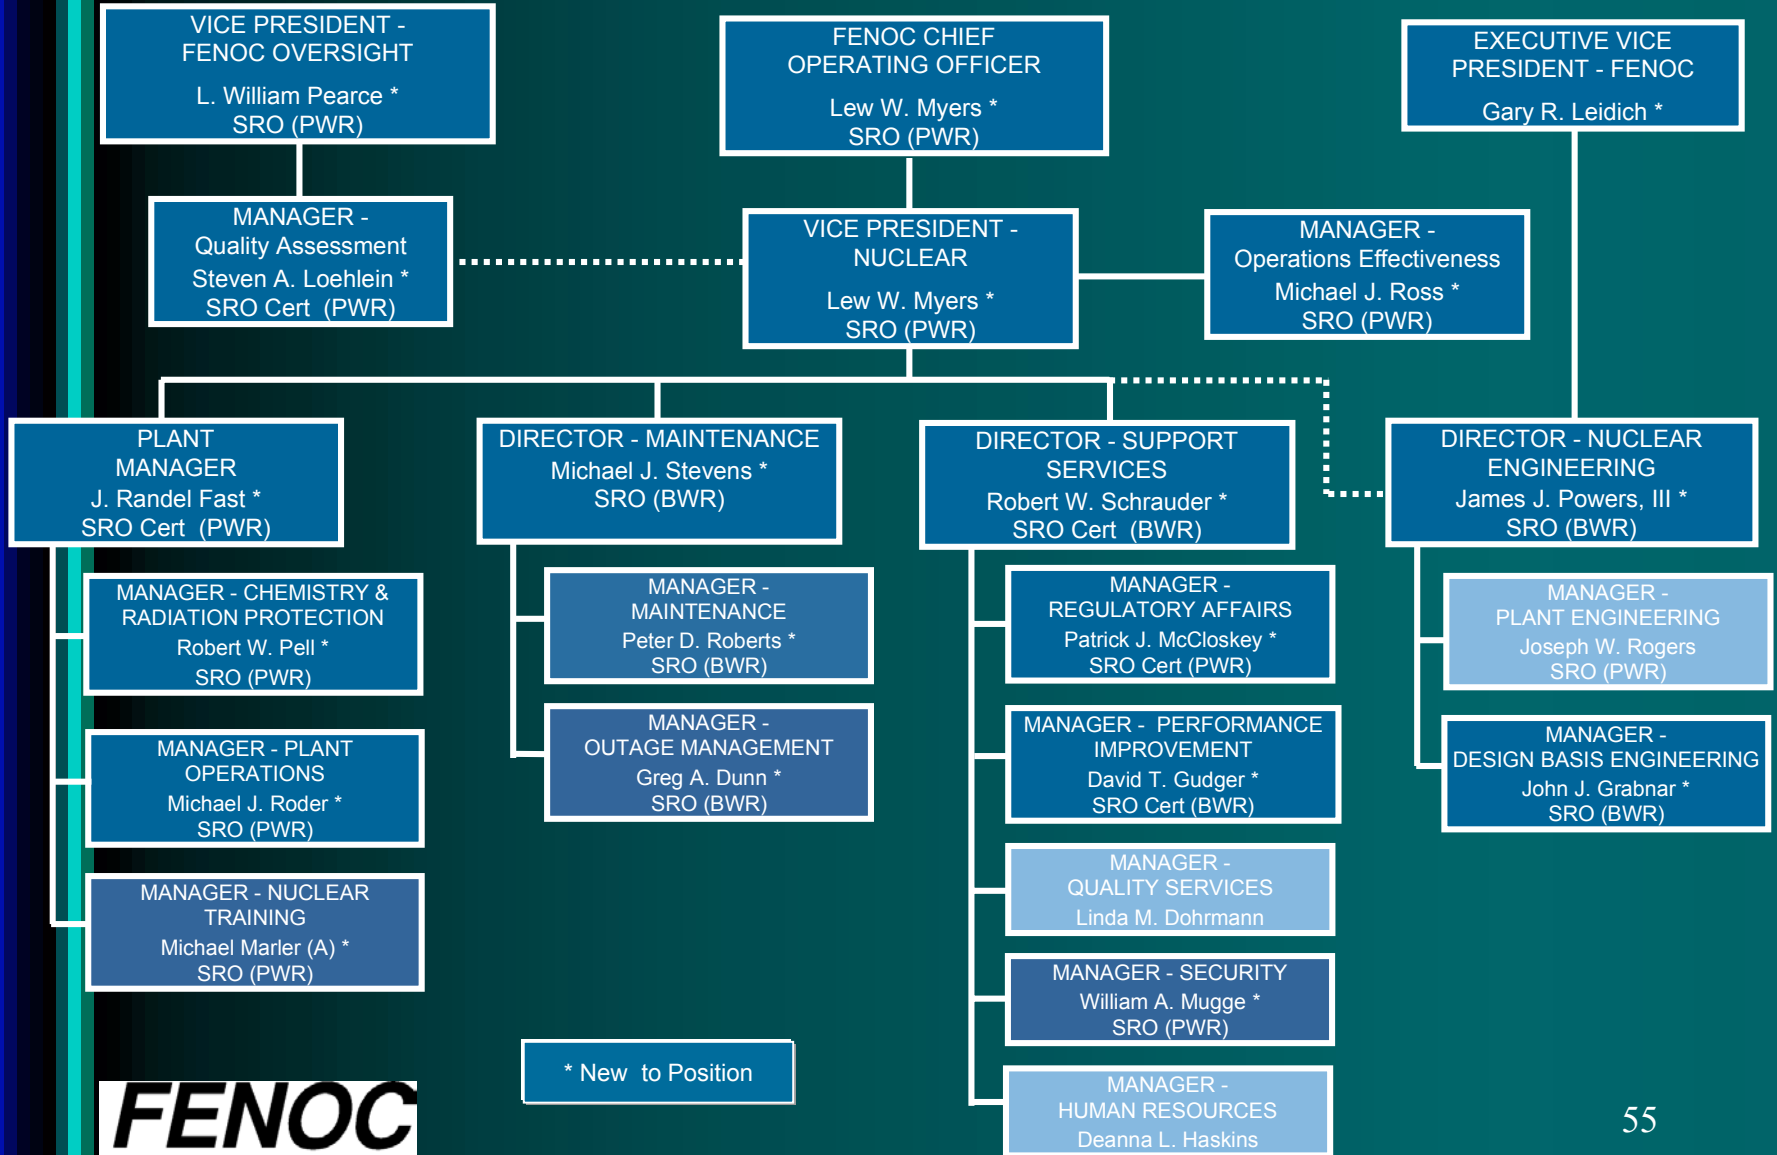 VICE PRESIDENT -
FENOC OVERSIGHT
L. William Pearce *
SRO (PWR)
FENOC CHIEF
OPERATING OFFICER
Lew W. Myers *
SRO (PWR)
EXECUTIVE VICE
PRESIDENT - FENOC
Gary R. Leidich *
MANAGER -
Quality Assessment
Steven A. Loehlein *
SRO Cert (PWR)
VICE PRESIDENT -
NUCLEAR
Lew W. Myers *
SRO (PWR)
MANAGER -
Operations Effectiveness
Michael J. Ross *
SRO (PWR)
PLANT
MANAGER
J. Randel Fast *
SRO Cert (PWR)
DIRECTOR - MAINTENANCE
Michael J. Stevens *
SRO (BWR)
DIRECTOR - SUPPORT
SERVICES
Robert W. Schrauder *
SRO Cert (BWR)
DIRECTOR - NUCLEAR
ENGINEERING
James J. Powers, III *
SRO (BWR)
MANAGER - CHEMISTRY &
RADIATION PROTECTION
Robert W. Pell *
SRO (PWR)
MANAGER - PLANT
OPERATIONS
Michael J. Roder *
SRO (PWR)
MANAGER - NUCLEAR
TRAINING
Michael Marler (A) *
SRO (PWR)
MANAGER -
MAINTENANCE
Peter D. Roberts *
SRO (BWR)
MANAGER -
OUTAGE MANAGEMENT
Greg A. Dunn *
SRO (BWR)
MANAGER -
REGULATORY AFFAIRS
Patrick J. McCloskey *
SRO Cert (PWR)
MANAGER - PERFORMANCE
IMPROVEMENT
David T. Gudger *
SRO Cert (BWR)
MANAGER -
QUALITY SERVICES
Linda M. Dohrmann
MANAGER - SECURITY
William A. Mugge *
SRO (PWR)
MANAGER -
HUMAN RESOURCES
Deanna L. Haskins
MANAGER -
PLANT ENGINEERING
Joseph W. Rogers
SRO (PWR)
MANAGER -
DESIGN BASIS ENGINEERING
John J. Grabnar *
SRO (BWR)
* New to Position
FENOC
55